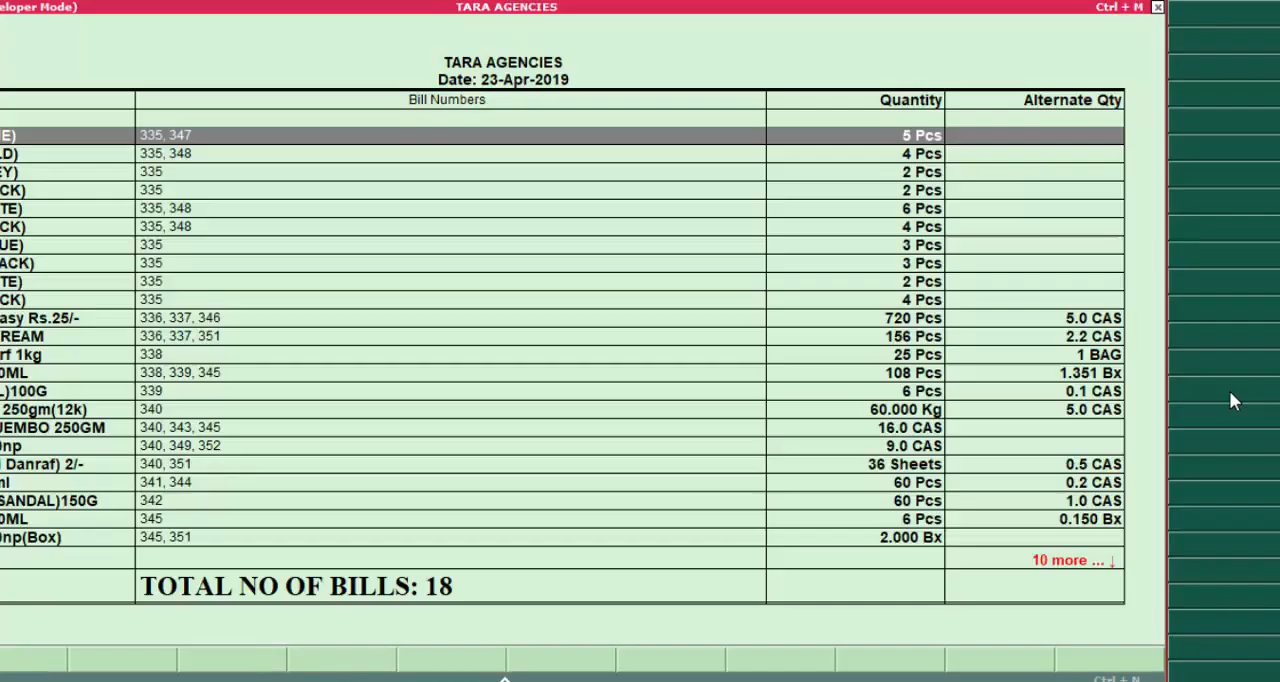 eloper Mode) TARA AGENCIES Ctrl + M x
TARA AGENCIES
Date: 23-Apr-2019
Bill Numbers Quantity Alternate Qty
E) 335, 347 5 Pcs
LD) 335, 348 4 Pcs
EY) 335 2 Pcs
CK) 335 2 Pcs
TE) 335, 348 6 Pcs
CK) 335, 348 4 Pcs
UE) 335 3 Pcs
ACK) 335 3 Pcs
TE) 335 2 Pcs
CK) 335 4 Pcs
asy Rs.25/- 336, 337, 346 720 Pcs 5.0 CAS
REAM 336, 337, 351 156 Pcs 2.2 CAS
rf 1kg 338 25 Pcs 1 BAG
0ML 338, 339, 345 108 Pcs 1.351 Bx
L)100G 339 6 Pcs 0.1 CAS
250gm(12k) 340 60.000 Kg 5.0 CAS
JEMBO 250GM 340, 343, 345 16.0 CAS
0np 340, 349, 352 9.0 CAS
Danraf) 2/- 340, 351 36 Sheets 0.5 CAS
ml 341, 344 60 Pcs 0.2 CAS
SANDAL)150G 342 60 Pcs 1.0 CAS
0ML 345 6 Pcs 0.150 Bx
0np(Box) 345, 351 2.000 Bx
10 more ... ↓
TOTAL NO OF BILLS: 18
Ctrl + N